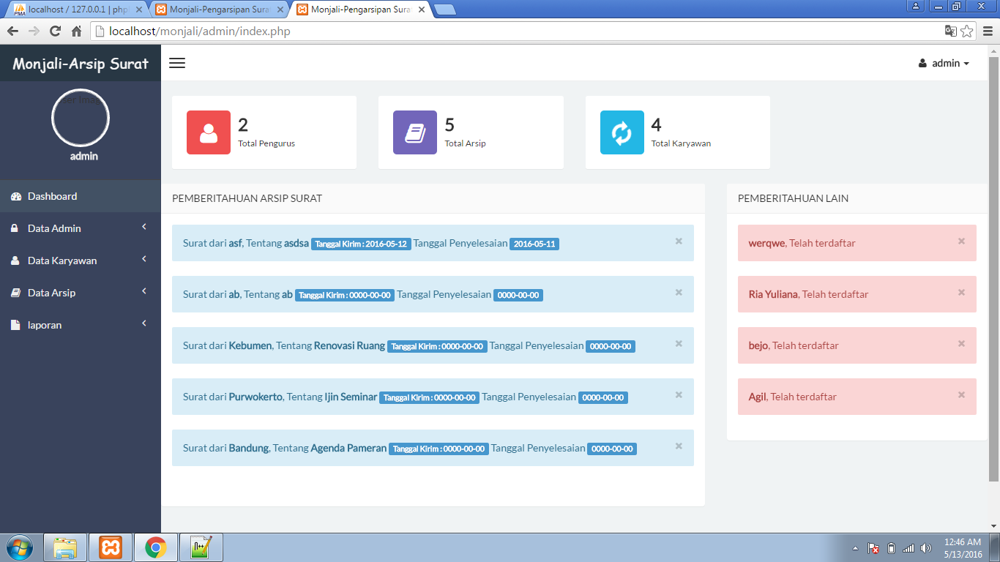 localhost / 127.0.0.1 | php
Monjali-Pengarsipan Sura
Monjali-Pengarsipan Sura
localhost/monjali/admin/index.php
Monjali-Arsip Surat
admin
ser Imag
admin
2
Total Pengurus
5
Total Arsip
4
Total Karyawan
Dashboard
Data Admin
Data Karyawan
Data Arsip
laporan
PEMBERITAHUAN ARSIP SURAT
Surat dari asf, Tentang asdsa Tanggal Kirim : 2016-05-12 Tanggal Penyelesaian 2016-05-11 ×
Surat dari ab, Tentang ab Tanggal Kirim : 0000-00-00 Tanggal Penyelesaian 0000-00-00 ×
Surat dari Kebumen, Tentang Renovasi Ruang Tanggal Kirim : 0000-00-00 Tanggal Penyelesaian 0000-00-00 ×
Surat dari Purwokerto, Tentang Ijin Seminar Tanggal Kirim : 0000-00-00 Tanggal Penyelesaian 0000-00-00 ×
Surat dari Bandung, Tentang Agenda Pameran Tanggal Kirim : 0000-00-00 Tanggal Penyelesaian 0000-00-00 ×
PEMBERITAHUAN LAIN
werqwe, Telah terdaftar ×
Ria Yuliana, Telah terdaftar ×
bejo, Telah terdaftar ×
Agil, Telah terdaftar ×
12:46 AM
5/13/2016